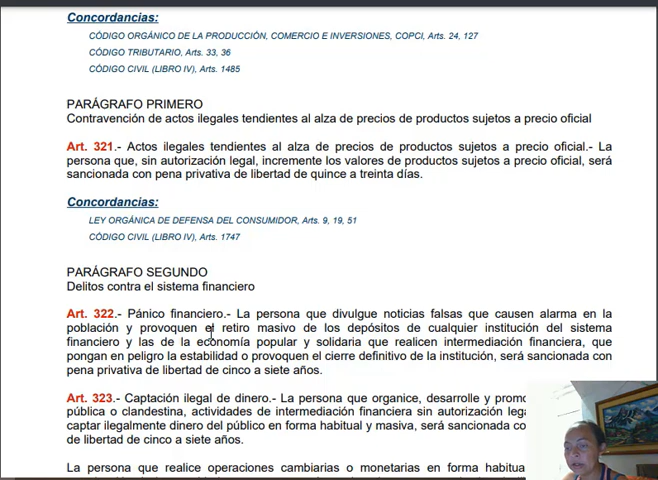 Concordancias:
CÓDIGO ORGÁNICO DE LA PRODUCCIÓN, COMERCIO E INVERSIONES, COPCI, Arts. 24, 127
CÓDIGO TRIBUTARIO, Arts. 33, 36
CÓDIGO CIVIL (LIBRO IV), Arts. 1485
PARÁGRAFO PRIMERO
Contravención de actos ilegales tendientes al alza de precios de productos sujetos a precio oficial
Art. 321.- Actos ilegales tendientes al alza de precios de productos sujetos a precio oficial.- La
persona que, sin autorización legal, incremente los valores de productos sujetos a precio oficial, será
sancionada con pena privativa de libertad de quince a treinta días.
Concordancias:
LEY ORGÁNICA DE DEFENSA DEL CONSUMIDOR, Arts. 9, 19, 51
CÓDIGO CIVIL (LIBRO IV), Arts. 1747
PARÁGRAFO SEGUNDO
Delitos contra el sistema financiero
Art. 322.- Pánico financiero.- La persona que divulgue noticias falsas que causen alarma en la
población y provoquen el retiro masivo de los depósitos de cualquier institución del sistema
financiero y las de la economía popular y solidaria que realicen intermediación financiera, que
pongan en peligro la estabilidad o provoquen el cierre definitivo de la institución, será sancionada con
pena privativa de libertad de cinco a siete años.
Art. 323.- Captación ilegal de dinero.- La persona que organice, desarrolle y promo
pública o clandestina, actividades de intermediación financiera sin autorización lega
captar ilegalmente dinero del público en forma habitual y masiva, será sancionada co
de libertad de cinco a siete años.
La persona que realice operaciones cambiarias o monetarias en forma habitua